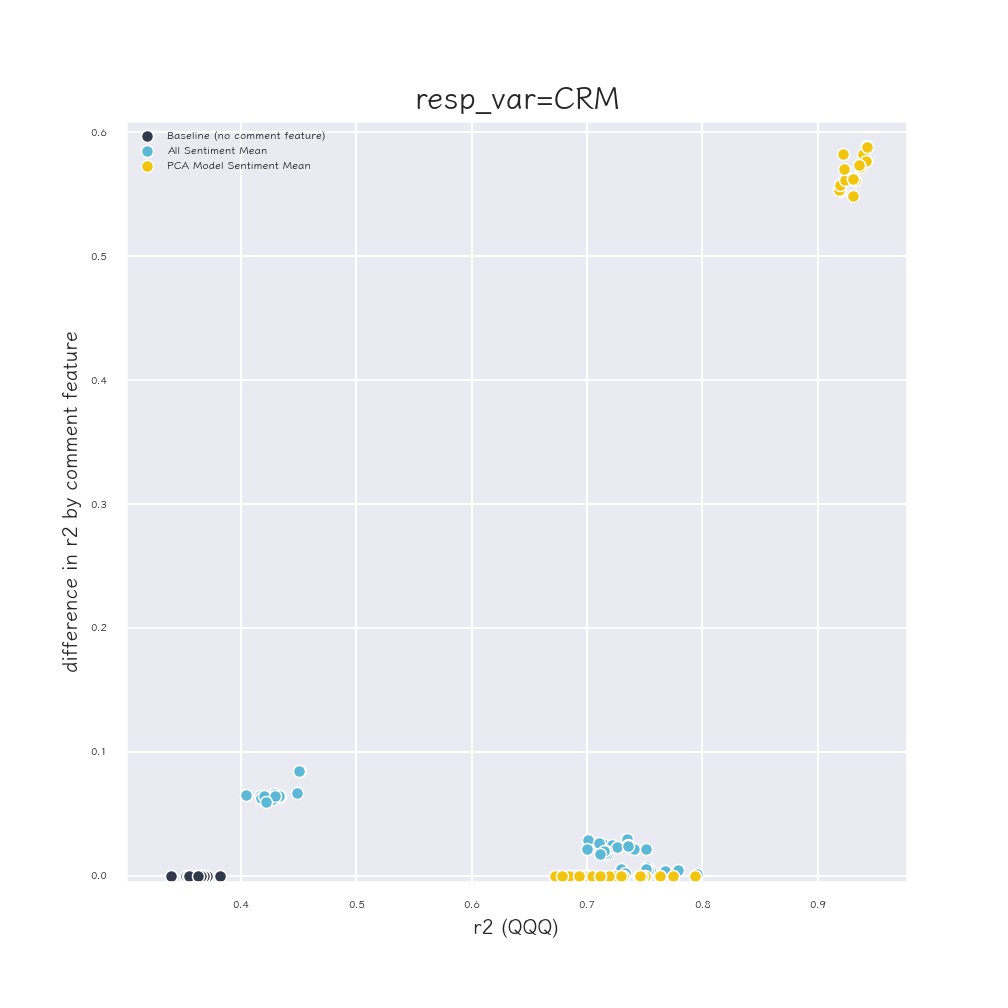 resp_var=CRM
Baseline (no comment feature)
All Sentiment Mean
PCA Model Sentiment Mean
difference in r2 by comment feature
0.6
0.5
0.4
0.3
0.2
0.1
0.0
0.4 0.5 0.6 0.7 0.8 0.9
r2 (QQQ)